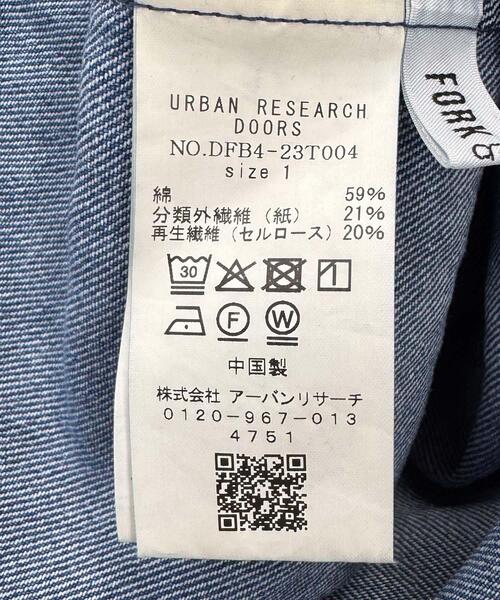 URBAN RESEARCH
DOORS
NO.DFB4-23T004
size 1
綿 59%
分類外繊維（紙） 21%
再生繊維（セルロース） 20%
30
F W
中国製
株式会社 アーバンリサーチ
0120-967-013
4751
FORK &